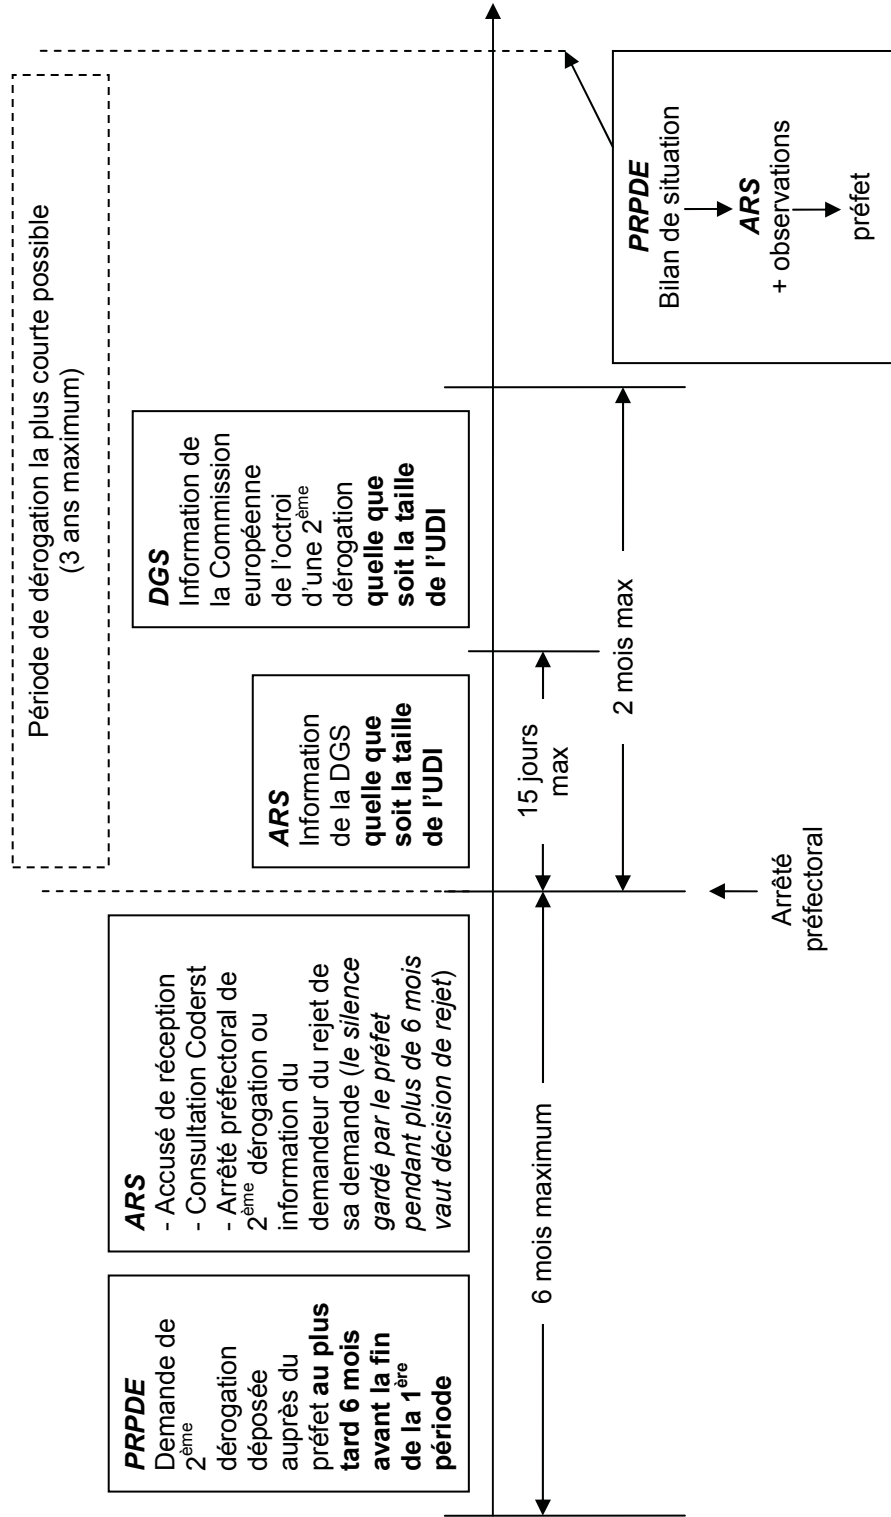 Période de dérogation la plus courte possible
(3 ans maximum)
PRPDE
Demande de
2ème
dérogation
déposée
auprès du
préfet au plus
tard 6 mois
avant la fin
de la 1ère
période
ARS
- Accusé de réception
- Consultation Coderst
- Arrêté préfectoral de
2ème dérogation ou
information du
demandeur du rejet de
sa demande (le silence
gardé par le préfet
pendant plus de 6 mois
vaut décision de rejet)
ARS
Information
de la DGS
quelle que
soit la taille
de l’UDI
DGS
Information de
la Commission
européenne
de l’octroi
d’une 2ème
dérogation
quelle que
soit la taille
de l’UDI
6 mois maximum
15 jours
max
2 mois max
Arrêté
préfectoral
PRPDE
Bilan de situation
ARS
+ observations
préfet